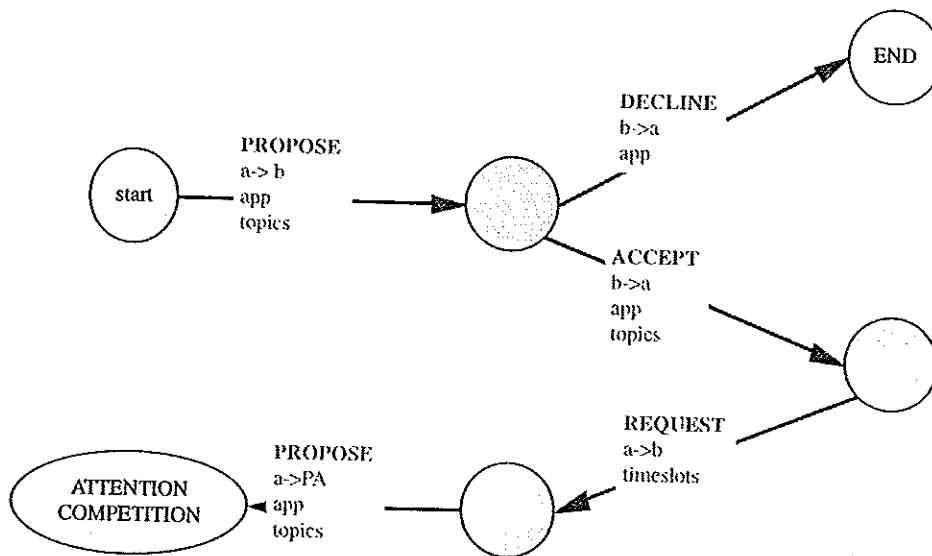 END
DECLINE
b->a
app
PROPOSE
a-> b
app
topics
start
ACCEPT
b->a
app
topics
REQUEST
a->b
timeslots
PROPOSE
a->PA
app
topics
ATTENTION
COMPETITION